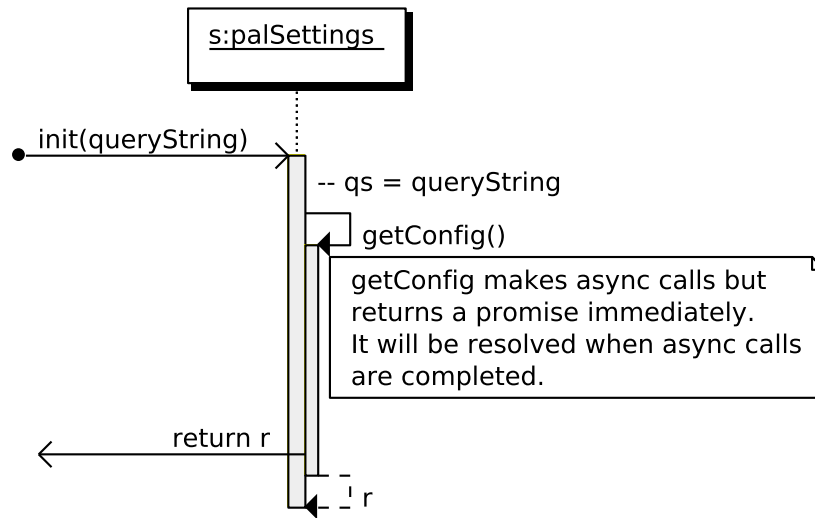 s:palSettings
init(queryString)
-- qs = queryString
getConfig()
getConfig makes async calls but
returns a promise immediately.
It will be resolved when async calls
are completed.
return r
r